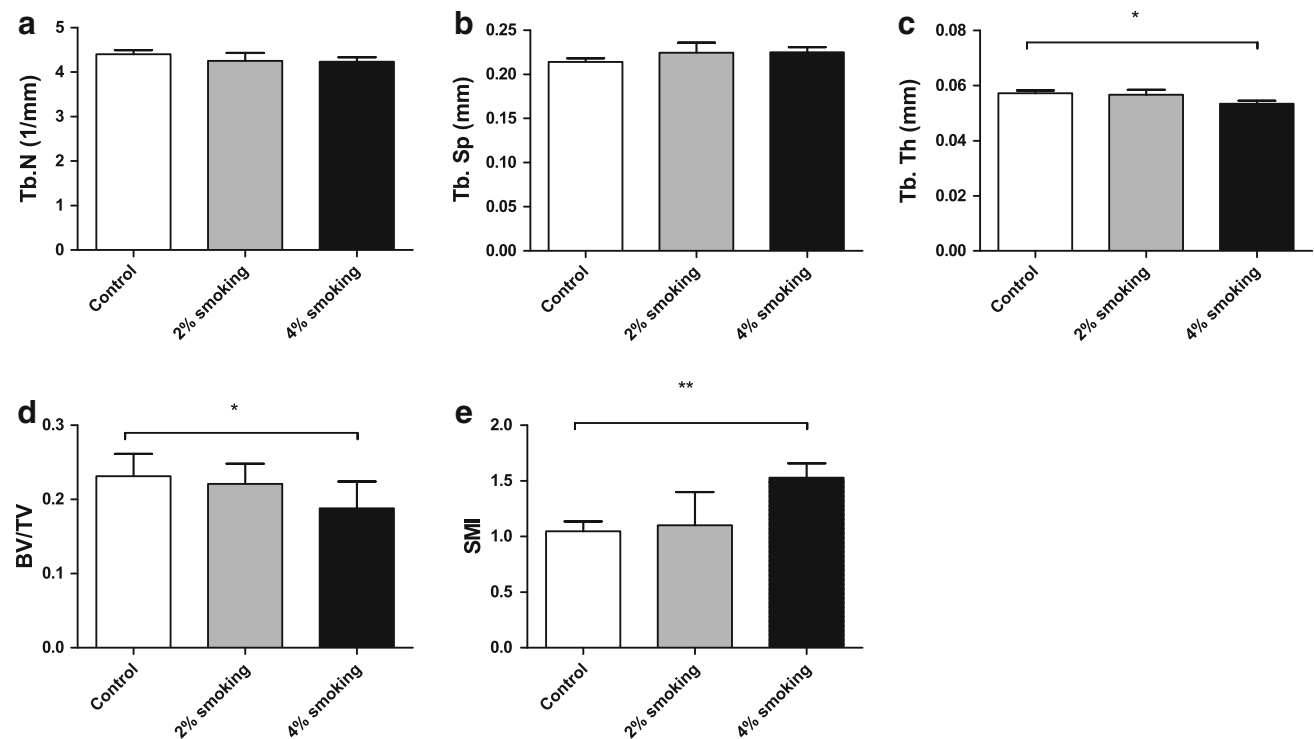 a
Tb.N (1/mm)
5
4
3
2
1
0
Control
2% smoking
4% smoking
b
Tb. Sp (mm)
0.25
0.20
0.15
0.10
0.05
0.00
Control
2% smoking
4% smoking
c
*
Tb. Th (mm)
0.08
0.06
0.04
0.02
0.00
Control
2% smoking
4% smoking
d
*
BV/TV
0.3
0.2
0.1
0.0
Control
2% smoking
4% smoking
e
**
SMI
2.0
1.5
1.0
0.5
0.0
Control
2% smoking
4% smoking